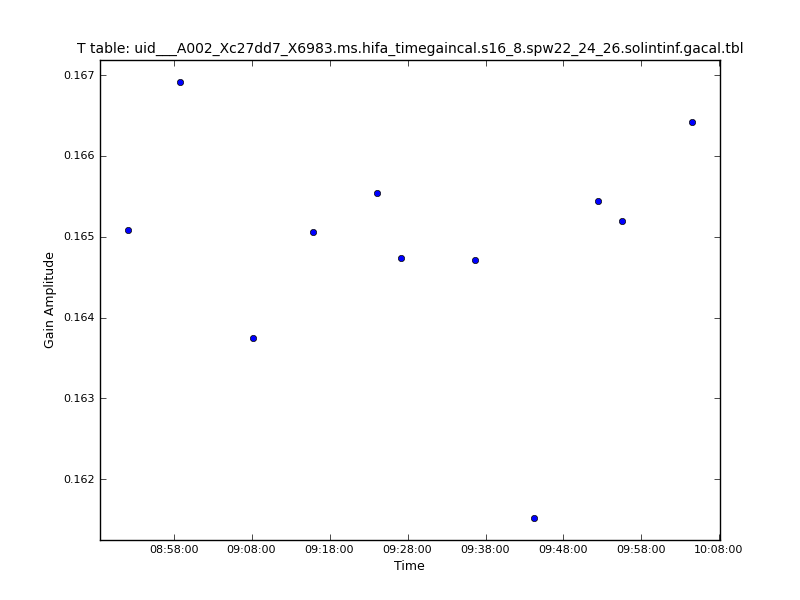 T table: uid___A002_Xc27dd7_X6983.ms.hifa_timegaincal.s16_8.spw22_24_26.solintinf.gacal.tbl
0.167
0.166
0.165
0.164
0.163
0.162
Gain Amplitude
08:58:00 09:08:00 09:18:00 09:28:00 09:38:00 09:48:00 09:58:00 10:08:00
Time